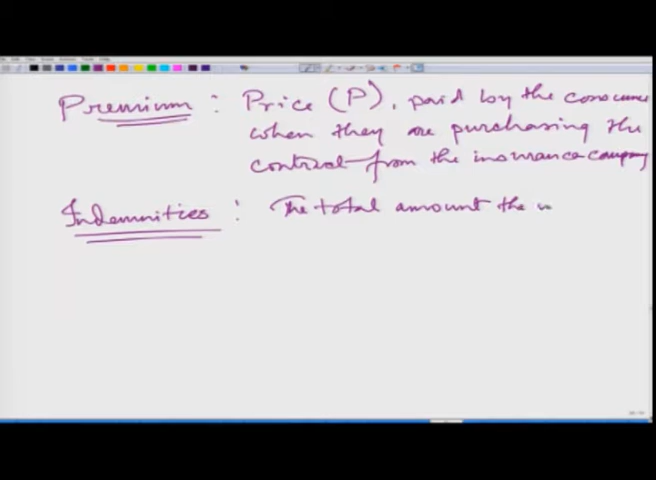 Premium : Price (P), paid by the consumer
when they are purchasing the
contract from the insurance company
Indemnities : The total amount the